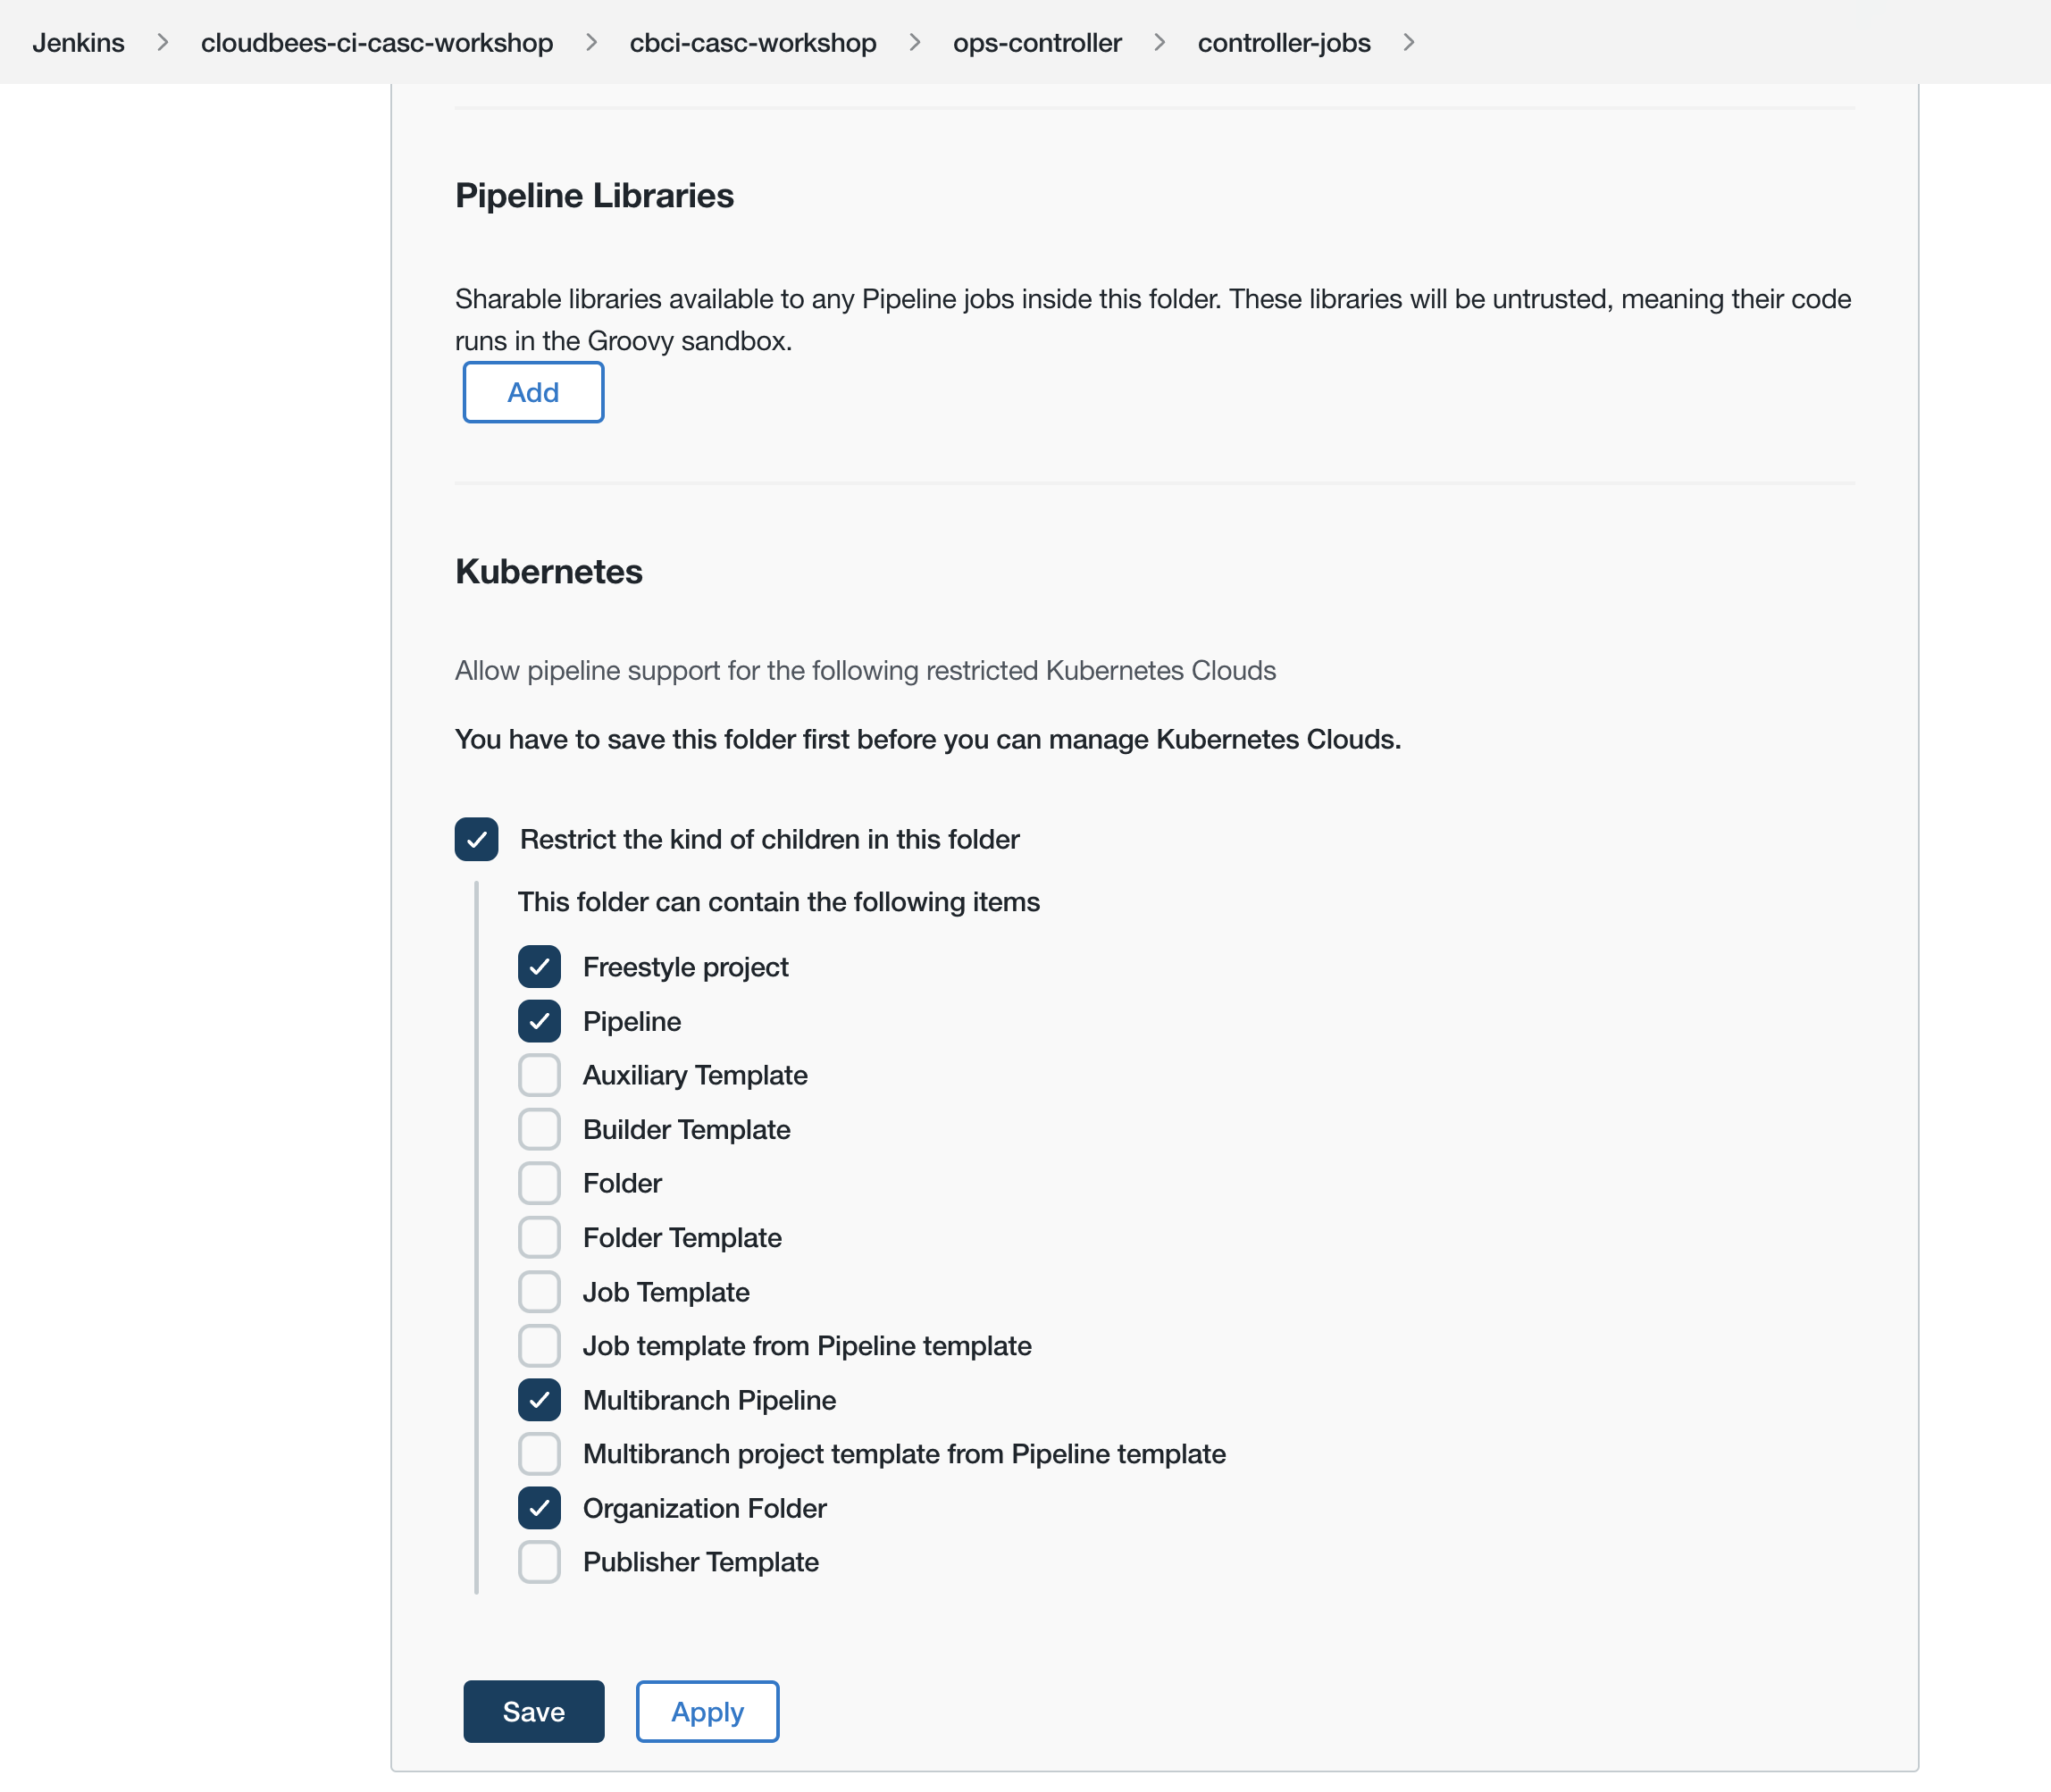 Jenkins > cloudbees-ci-casc-workshop > cbci-casc-workshop > ops-controller > controller-jobs >
Pipeline Libraries
Sharable libraries available to any Pipeline jobs inside this folder. These libraries will be untrusted, meaning their code
runs in the Groovy sandbox.
Add
Kubernetes
Allow pipeline support for the following restricted Kubernetes Clouds
You have to save this folder first before you can manage Kubernetes Clouds.
Restrict the kind of children in this folder
This folder can contain the following items
Freestyle project
Pipeline
Auxiliary Template
Builder Template
Folder
Folder Template
Job Template
Job template from Pipeline template
Multibranch Pipeline
Multibranch project template from Pipeline template
Organization Folder
Publisher Template
Save Apply